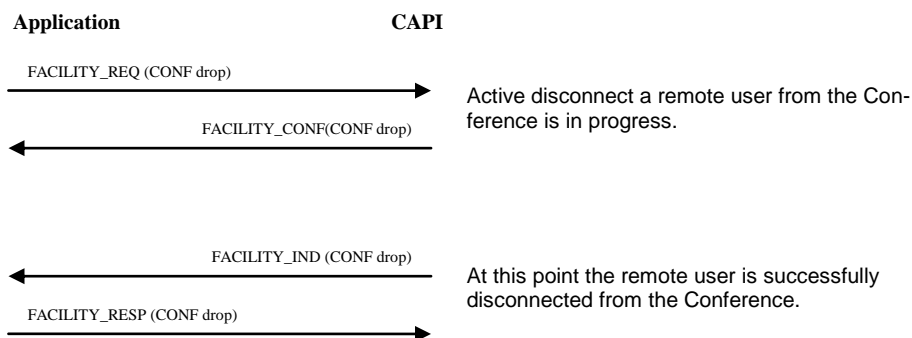 Application CAPI
FACILITY_REQ (CONF drop)
Active disconnect a remote user from the Con-
ference is in progress.
FACILITY_CONF(CONF drop)
FACILITY_IND (CONF drop)
At this point the remote user is successfully
disconnected from the Conference.
FACILITY_RESP (CONF drop)